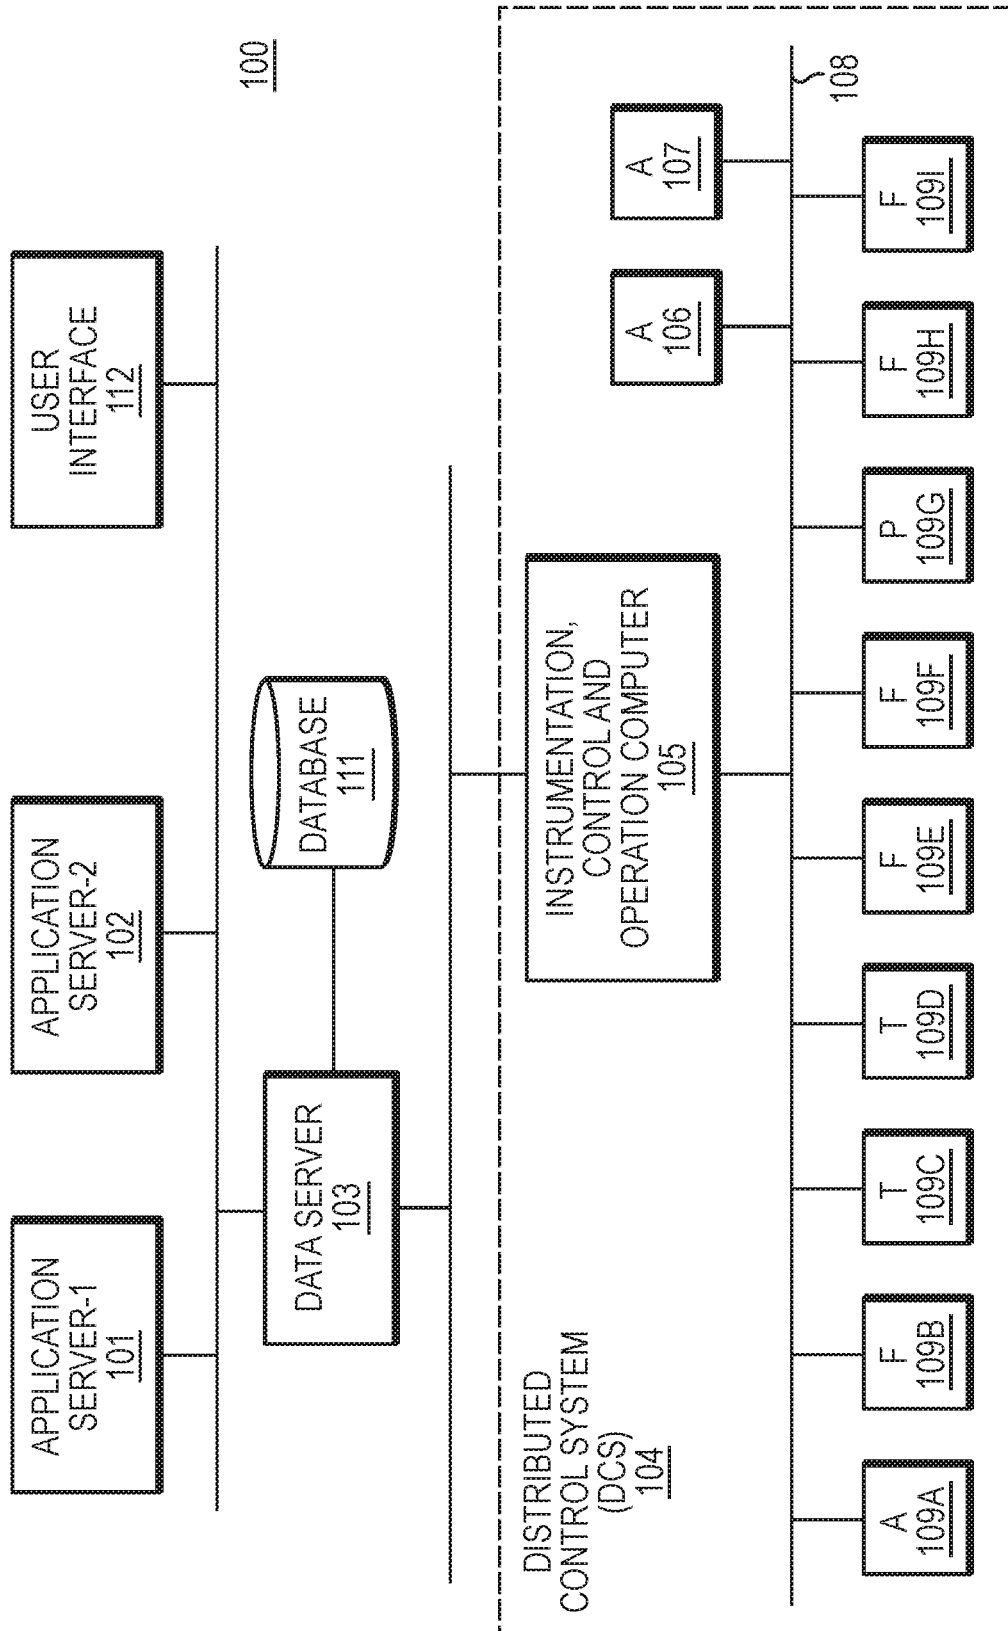 100
APPLICATION
SERVER-1
101
APPLICATION
SERVER-2
102
USER
INTERFACE
112
DATA SERVER
103
DATABASE
111
DISTRIBUTED
CONTROL SYSTEM
(DCS)
104
INSTRUMENTATION,
CONTROL AND
OPERATION COMPUTER
105
A
106
A
107
108
A
109A
F
109B
T
109C
T
109D
F
109E
F
109F
P
109G
F
109H
F
109I